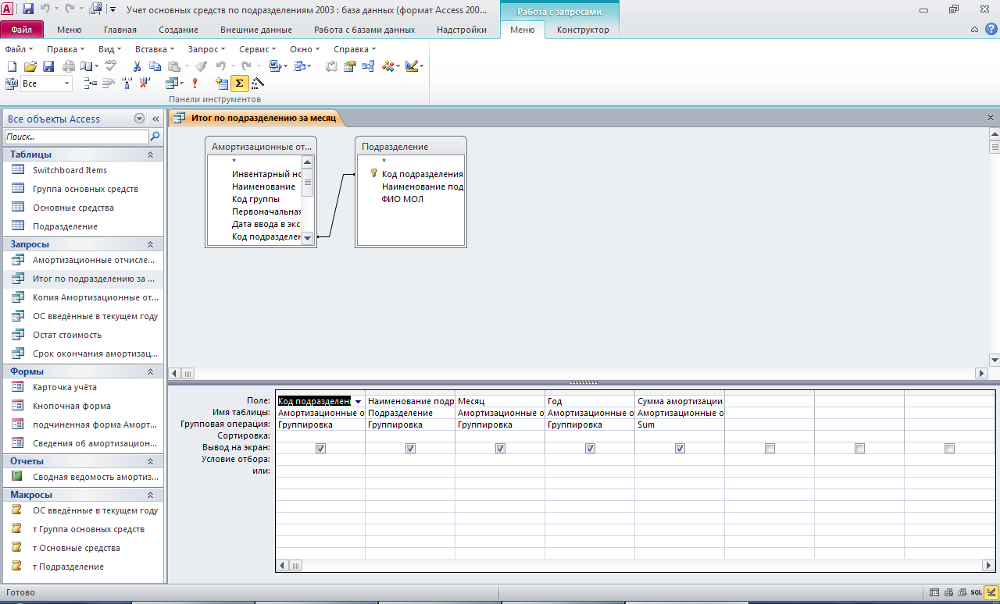 Учет основных средств по подразделениям 2003 : база данных (формат Access 200...
Работа с запросами
Файл Меню Главная Создание Внешние данные Работа с базами данных Надстройки Меню Конструктор
Файл Правка Вид Вставка Запрос Сервис Окно Справка
Все
Панели инструментов
Все объекты Access
Поиск...
Таблицы
Switchboard Items
Группа основных средств
Основные средства
Подразделение
Запросы
Амортизационные отчисле...
Итог по подразделению за ...
Копия Амортизационные от...
ОС введённые в текущем году
Остат стоимость
Срок окончания амортизац...
Формы
Карточка учёта
Кнопочная форма
подчиненная форма Аморт...
Сведения об амортизацион...
Отчеты
Сводная ведомость амортиз...
Макросы
ОС введённые в текущем году
т Группа основных средств
т Основные средства
т Подразделение
Итог по подразделению за месяц
Амортизационные от...
*
Инвентарный но
Наименование
Код группы
Первоначальная
Дата ввода в экс
Код подразделен
Подразделение
*
Код подразделения
Наименование под
ФИО МОЛ
Поле: Код подразделени Наименование подр Месяц Год Сумма амортизации
Имя таблицы: Амортизационные о Подразделение Амортизационные о Амортизационные о Амортизационные о
Групповая операция: Группировка Группировка Группировка Группировка Sum
Сортировка:
Вывод на экран:
Условие отбора:
или:
Готово
SQL